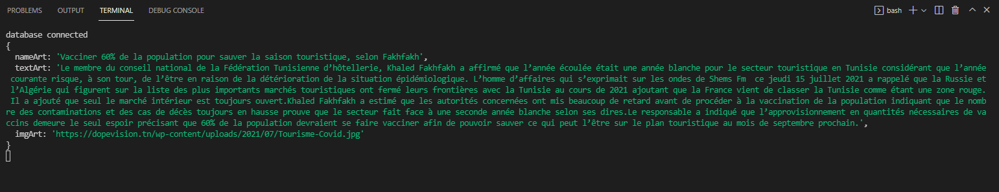 PROBLEMS OUTPUT TERMINAL DEBUG CONSOLE bash
database connected
{
nameArt: 'Vacciner 60% de la population pour sauver la saison touristique, selon Fakhfakh',
textArt: 'Le membre du conseil national de la Fédération Tunisienne d’hôtellerie, Khaled Fakhfakh a affirmé que l’année écoulée était une année blanche pour le secteur touristique en Tunisie considérant que l’année
courante risque, à son tour, de l’être en raison de la détérioration de la situation épidémiologique. L’homme d’affaires qui s’exprimait sur les ondes de Shems Fm  ce jeudi 15 juillet 2021 a rappelé que la Russie et
l’Algérie qui figurent sur la liste des plus importants marchés touristiques ont fermé leurs frontières avec la Tunisie au cours de 2021 ajoutant que la France vient de classer la Tunisie comme étant une zone rouge.
Il a ajouté que seul le marché intérieur est toujours ouvert.Khaled Fakhfakh a estimé que les autorités concernées ont mis beaucoup de retard avant de procéder à la vaccination de la population indiquant que le nomb
re des contaminations et des cas de décès toujours en hausse prouve que le secteur fait face à une seconde année blanche selon ses dires.Le responsable a indiqué que l’approvisionnement en quantités nécessaires de va
ccins demeure le seul espoir précisant que 60% de la population devraient se faire vacciner afin de pouvoir sauver ce qui peut l’être sur le plan touristique au mois de septembre prochain.',
imgArt: 'https://dopevision.tn/wp-content/uploads/2021/07/Tourisme-Covid.jpg'
}